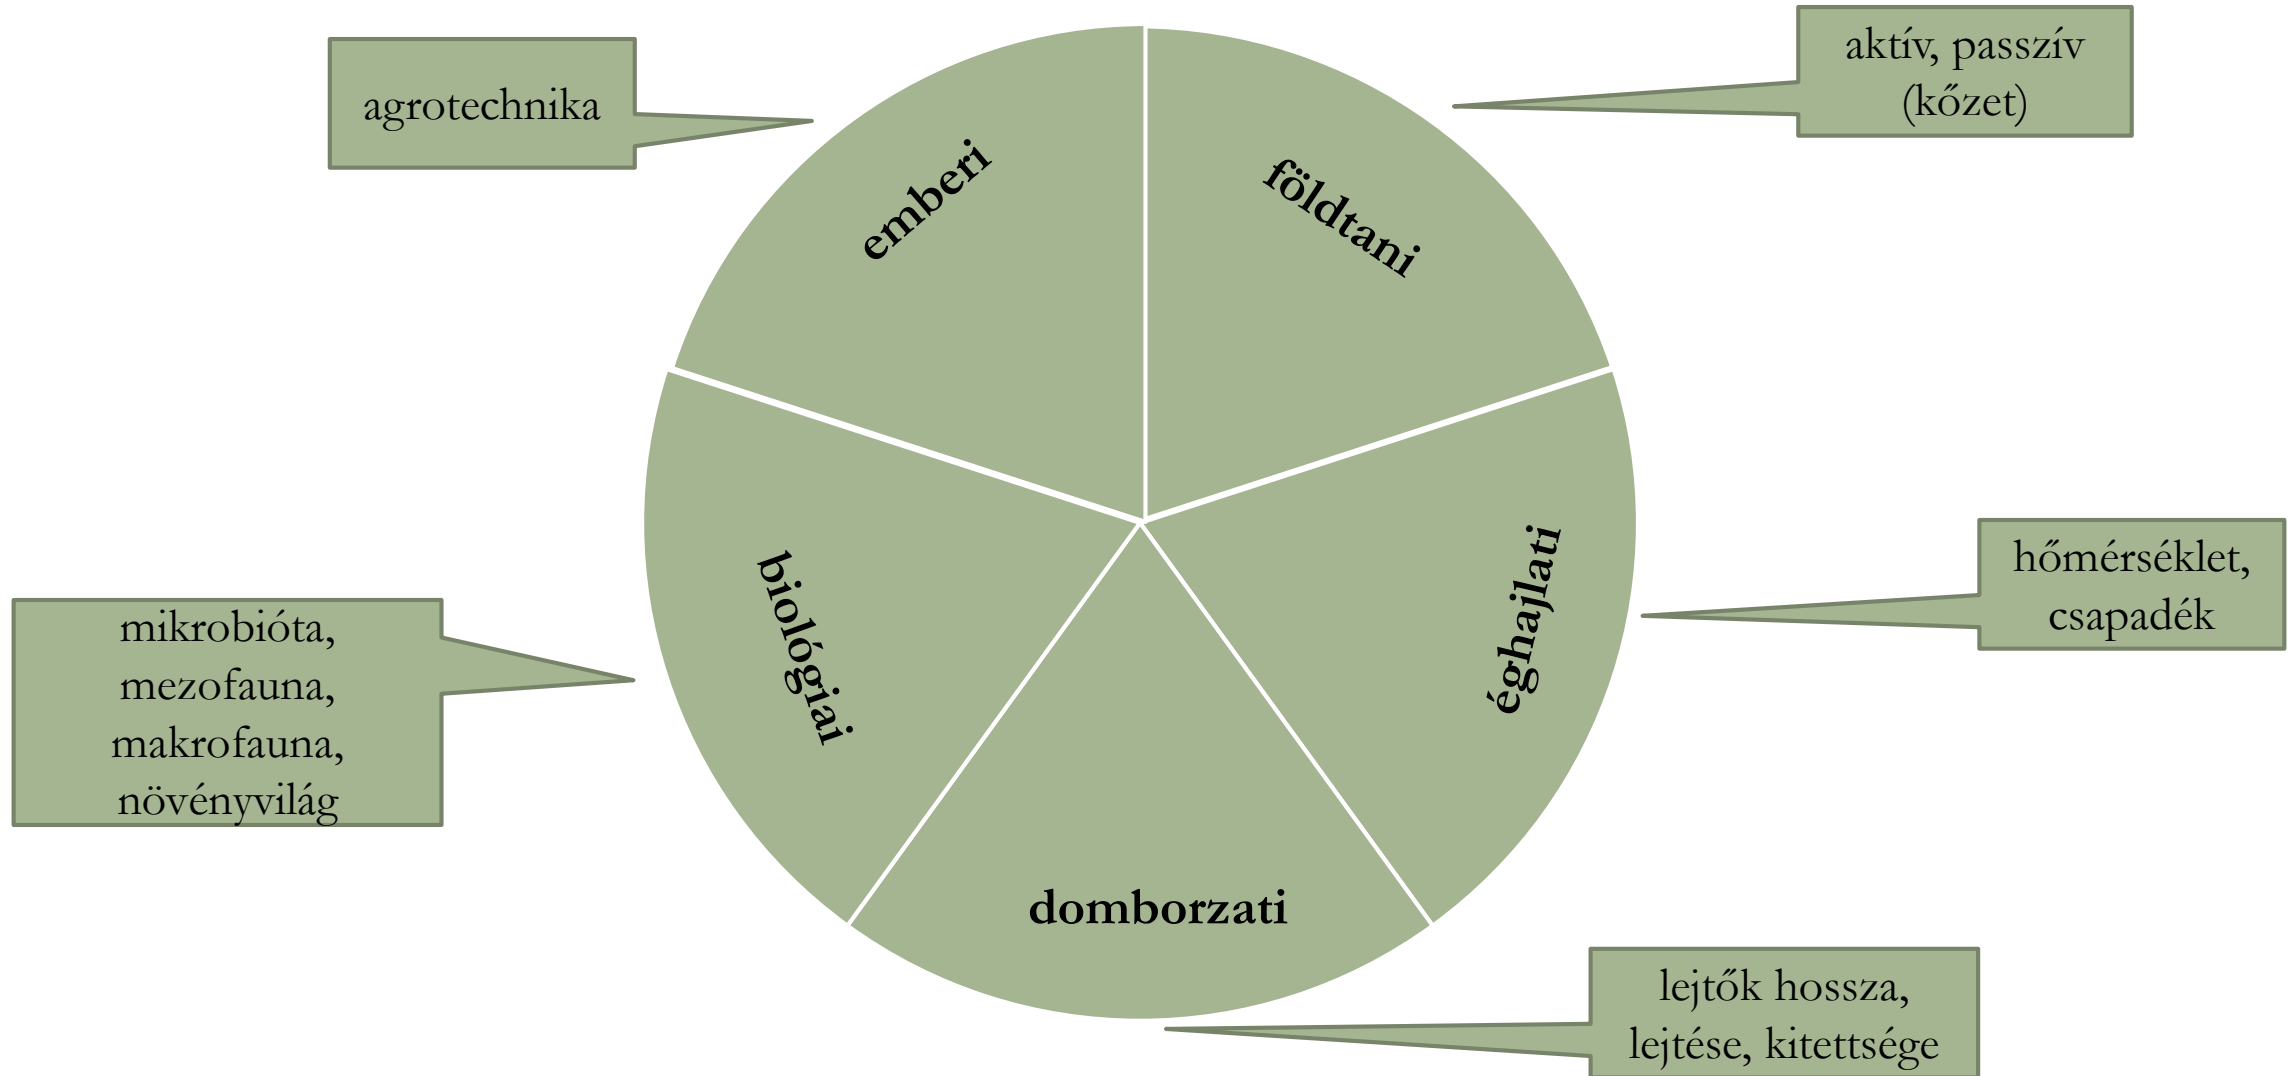 agrotechnika
aktív, passzív
(kőzet)
emberi
földtani
éghajlati
hőmérséklet,
csapadék
biológiai
mikrobióta,
mezofauna,
makrofauna,
növényvilág
domborzati
lejtők hossza,
lejtése, kitettsége